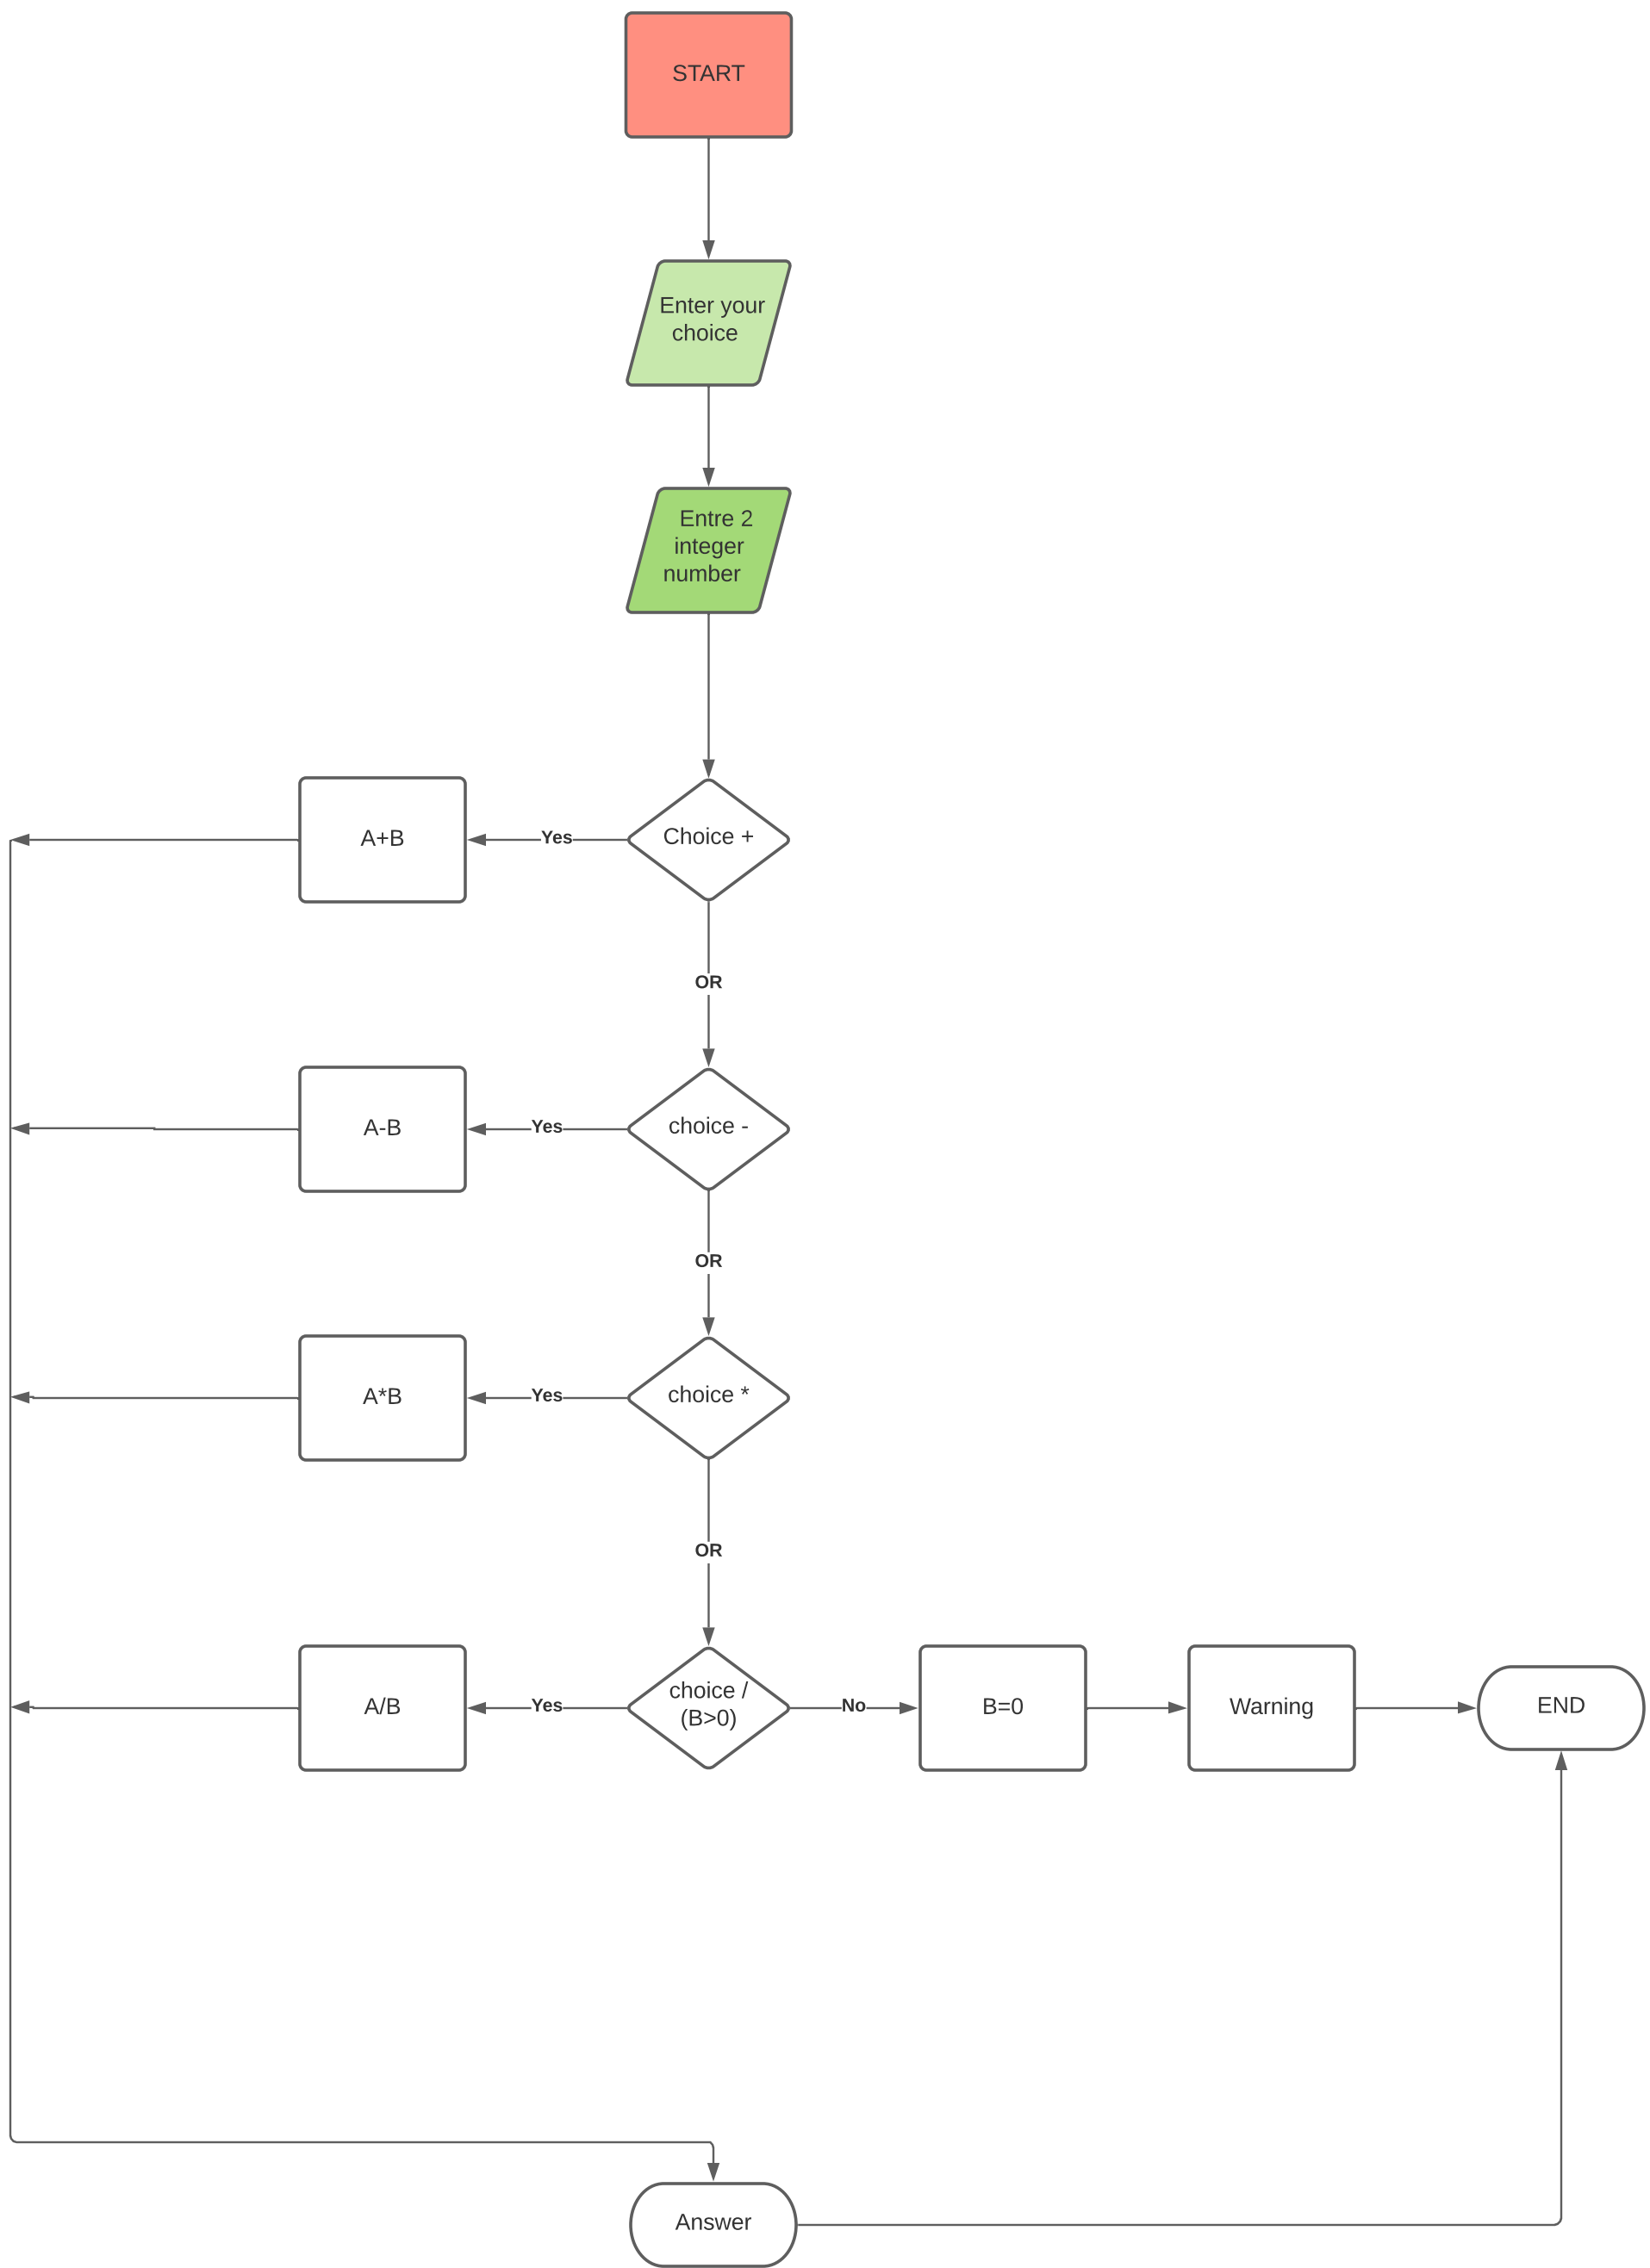 START
Enter your
choice
Entre 2
integer
number
A+B
Yes
Choice +
OR
A-B
Yes
choice -
OR
A*B
Yes
choice *
OR
A/B
Yes
choice /
(B>0)
No
B=0
Warning
END
Answer